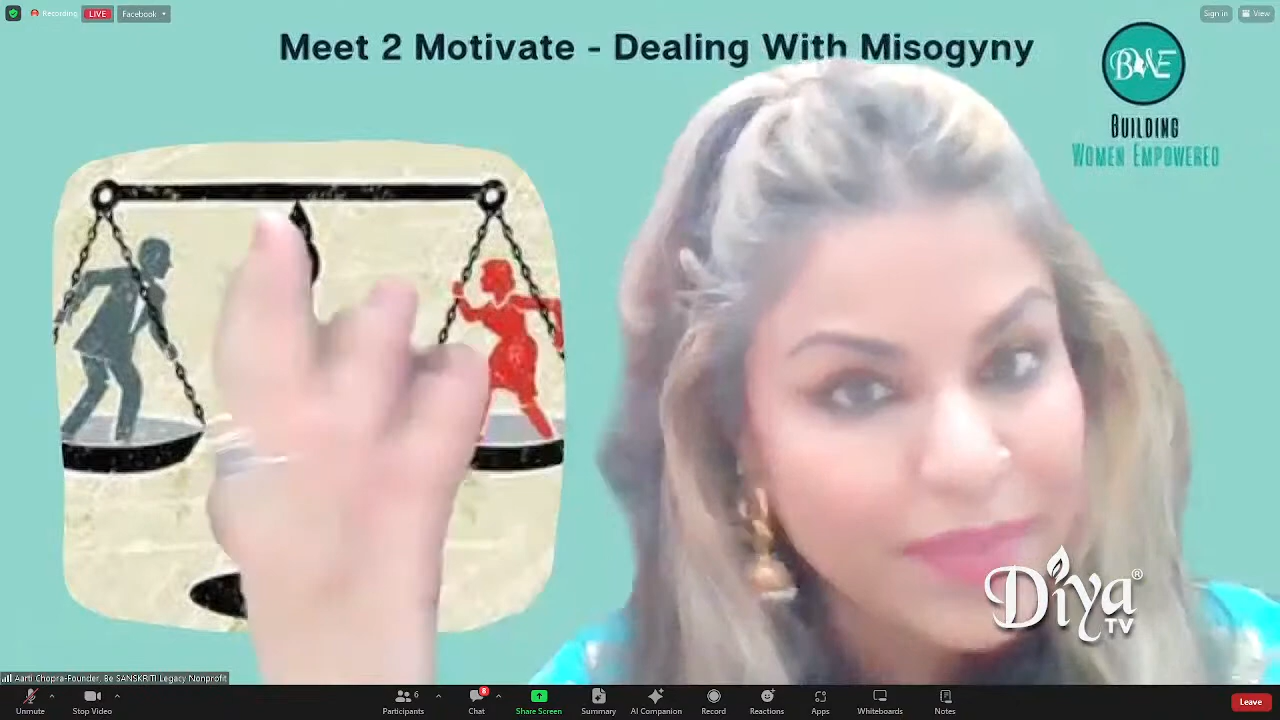 Recording
LIVE
Facebook
Sign in
View
Meet 2 Motivate - Dealing With Misogyny
BWE
BUILDING
WOMEN EMPOWERED
Diya®
TV
Aarti Chopra-Founder, Be SANSKRITI Legacy Nonprofit
6
8
Unmute
Stop Video
Participants
Chat
Share Screen
Summary
AI Companion
Record
Reactions
Apps
Whiteboards
Notes
Leave